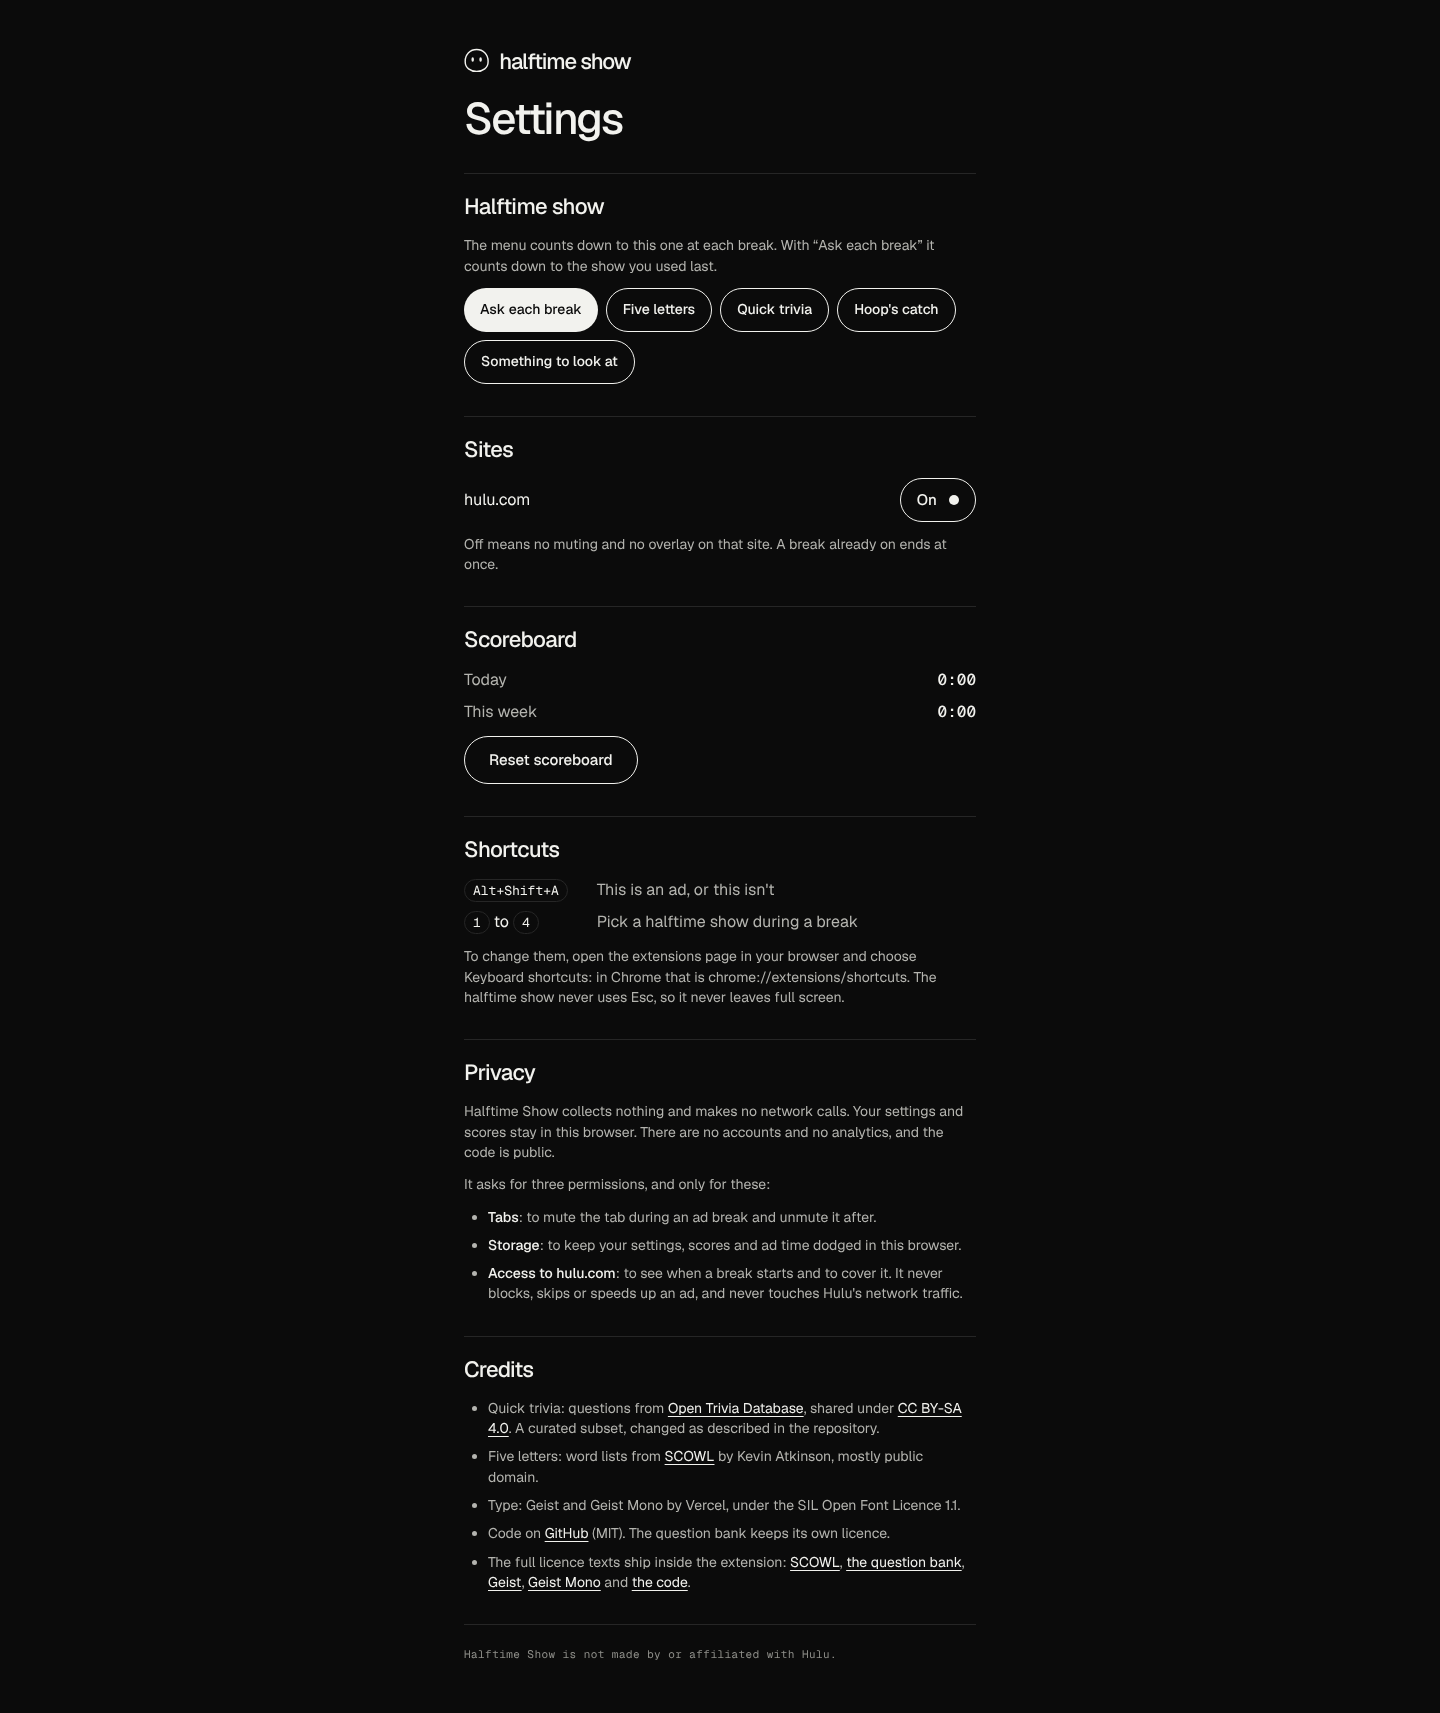 halftime show
Settings
Halftime show
The menu counts down to this one at each break. With “Ask each break” it
counts down to the show you used last.
Ask each break
Five letters
Quick trivia
Hoop's catch
Something to look at
Sites
hulu.com
On
Off means no muting and no overlay on that site. A break already on ends at
once.
Scoreboard
Today 0:00
This week 0:00
Reset scoreboard
Shortcuts
Alt+Shift+A This is an ad, or this isn't
1 to 4 Pick a halftime show during a break
To change them, open the extensions page in your browser and choose
Keyboard shortcuts: in Chrome that is chrome://extensions/shortcuts. The
halftime show never uses Esc, so it never leaves full screen.
Privacy
Halftime Show collects nothing and makes no network calls. Your settings and
scores stay in this browser. There are no accounts and no analytics, and the
code is public.
It asks for three permissions, and only for these:
Tabs: to mute the tab during an ad break and unmute it after.
Storage: to keep your settings, scores and ad time dodged in this browser.
Access to hulu.com: to see when a break starts and to cover it. It never
blocks, skips or speeds up an ad, and never touches Hulu's network traffic.
Credits
Quick trivia: questions from Open Trivia Database, shared under CC BY-SA
4.0. A curated subset, changed as described in the repository.
Five letters: word lists from SCOWL by Kevin Atkinson, mostly public
domain.
Type: Geist and Geist Mono by Vercel, under the SIL Open Font Licence 1.1.
Code on GitHub (MIT). The question bank keeps its own licence.
The full licence texts ship inside the extension: SCOWL, the question bank,
Geist, Geist Mono and the code.
Halftime Show is not made by or affiliated with Hulu.